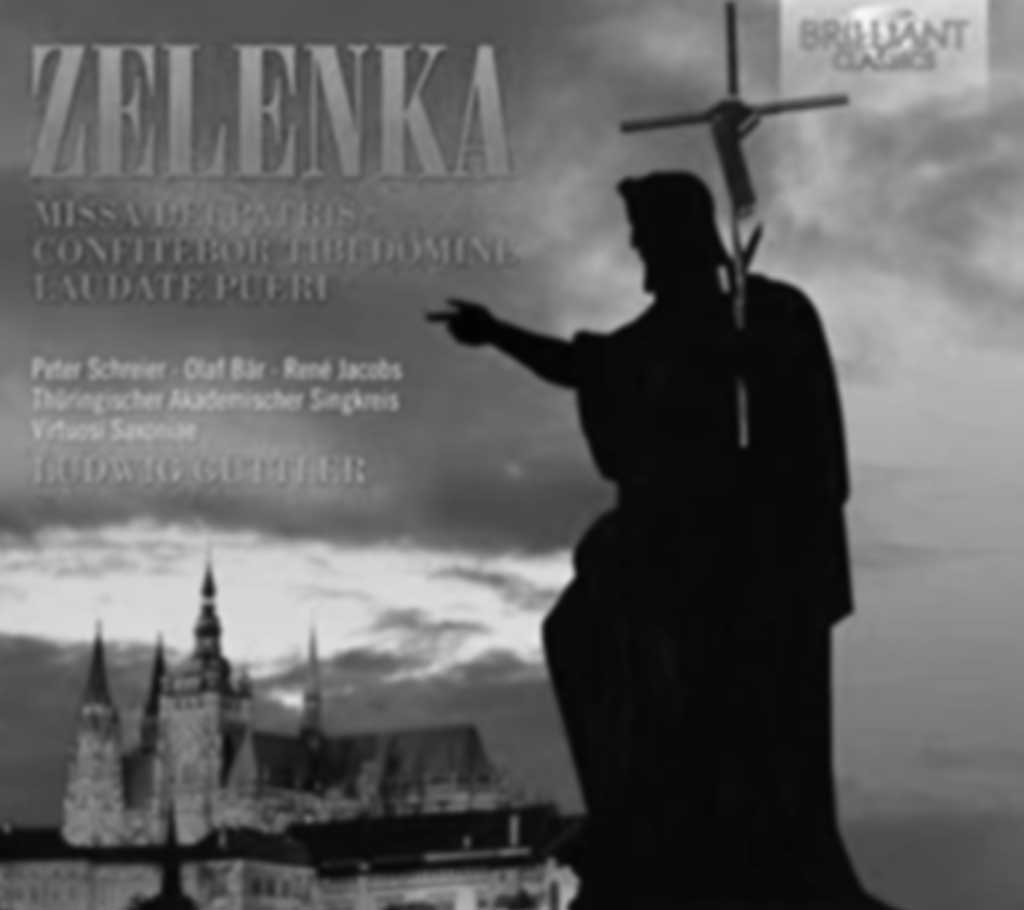 ZELENKA
MISSA DEI PATRIS
CONFITEBOR TIBI DOMINE
LAUDATE PUERI
Peter Schreier · Olaf Bär · René Jacobs
Thüringischer Akademischer Singkreis
Virtuosi Saxoniae
LUDWIG GÜTTLER
BRILLIANT
CLASSICS